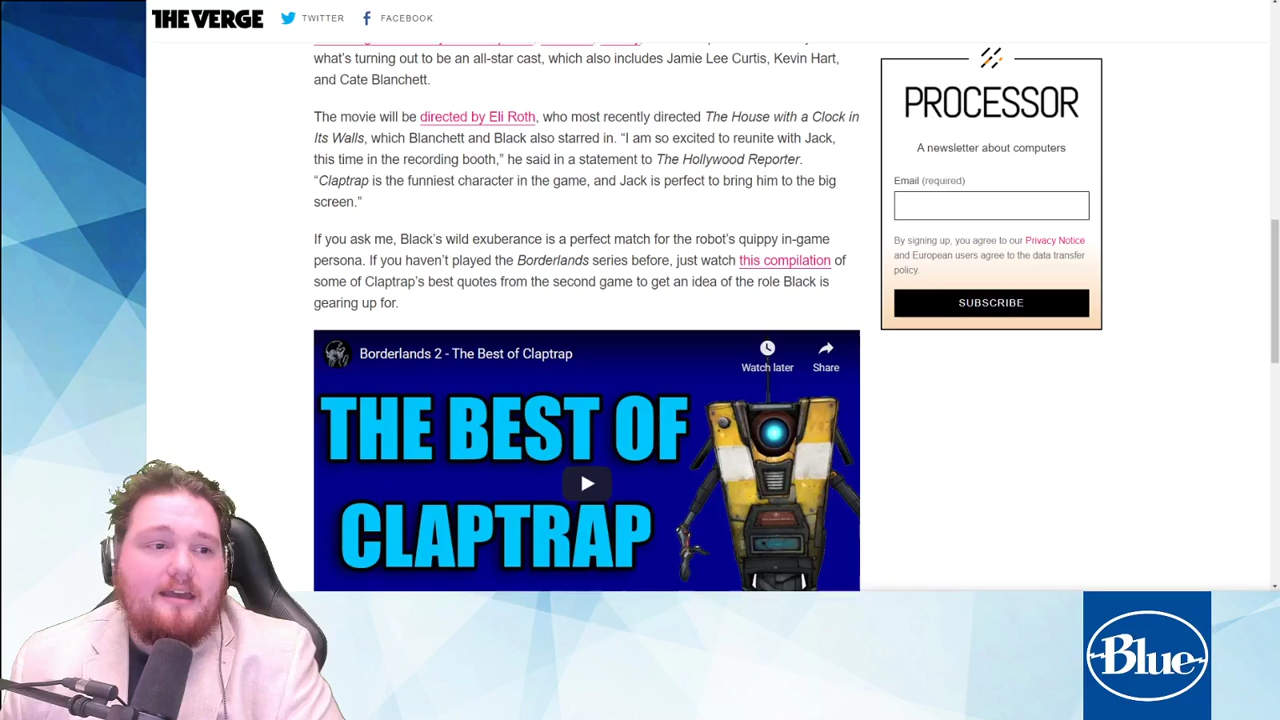 THE VERGE
TWITTER
FACEBOOK
what's turning out to be an all-star cast, which also includes Jamie Lee Curtis, Kevin Hart,
and Cate Blanchett.
The movie will be directed by Eli Roth, who most recently directed The House with a Clock in
Its Walls, which Blanchett and Black also starred in. “I am so excited to reunite with Jack,
this time in the recording booth,” he said in a statement to The Hollywood Reporter.
“Claptrap is the funniest character in the game, and Jack is perfect to bring him to the big
screen.”
If you ask me, Black’s wild exuberance is a perfect match for the robot’s quippy in-game
persona. If you haven’t played the Borderlands series before, just watch this compilation of
some of Claptrap’s best quotes from the second game to get an idea of the role Black is
gearing up for.
Borderlands 2 - The Best of Claptrap
Watch later
Share
THE BEST OF
CLAPTRAP
PROCESSOR
A newsletter about computers
Email (required)
By signing up, you agree to our Privacy Notice
and European users agree to the data transfer
policy.
SUBSCRIBE
Blue